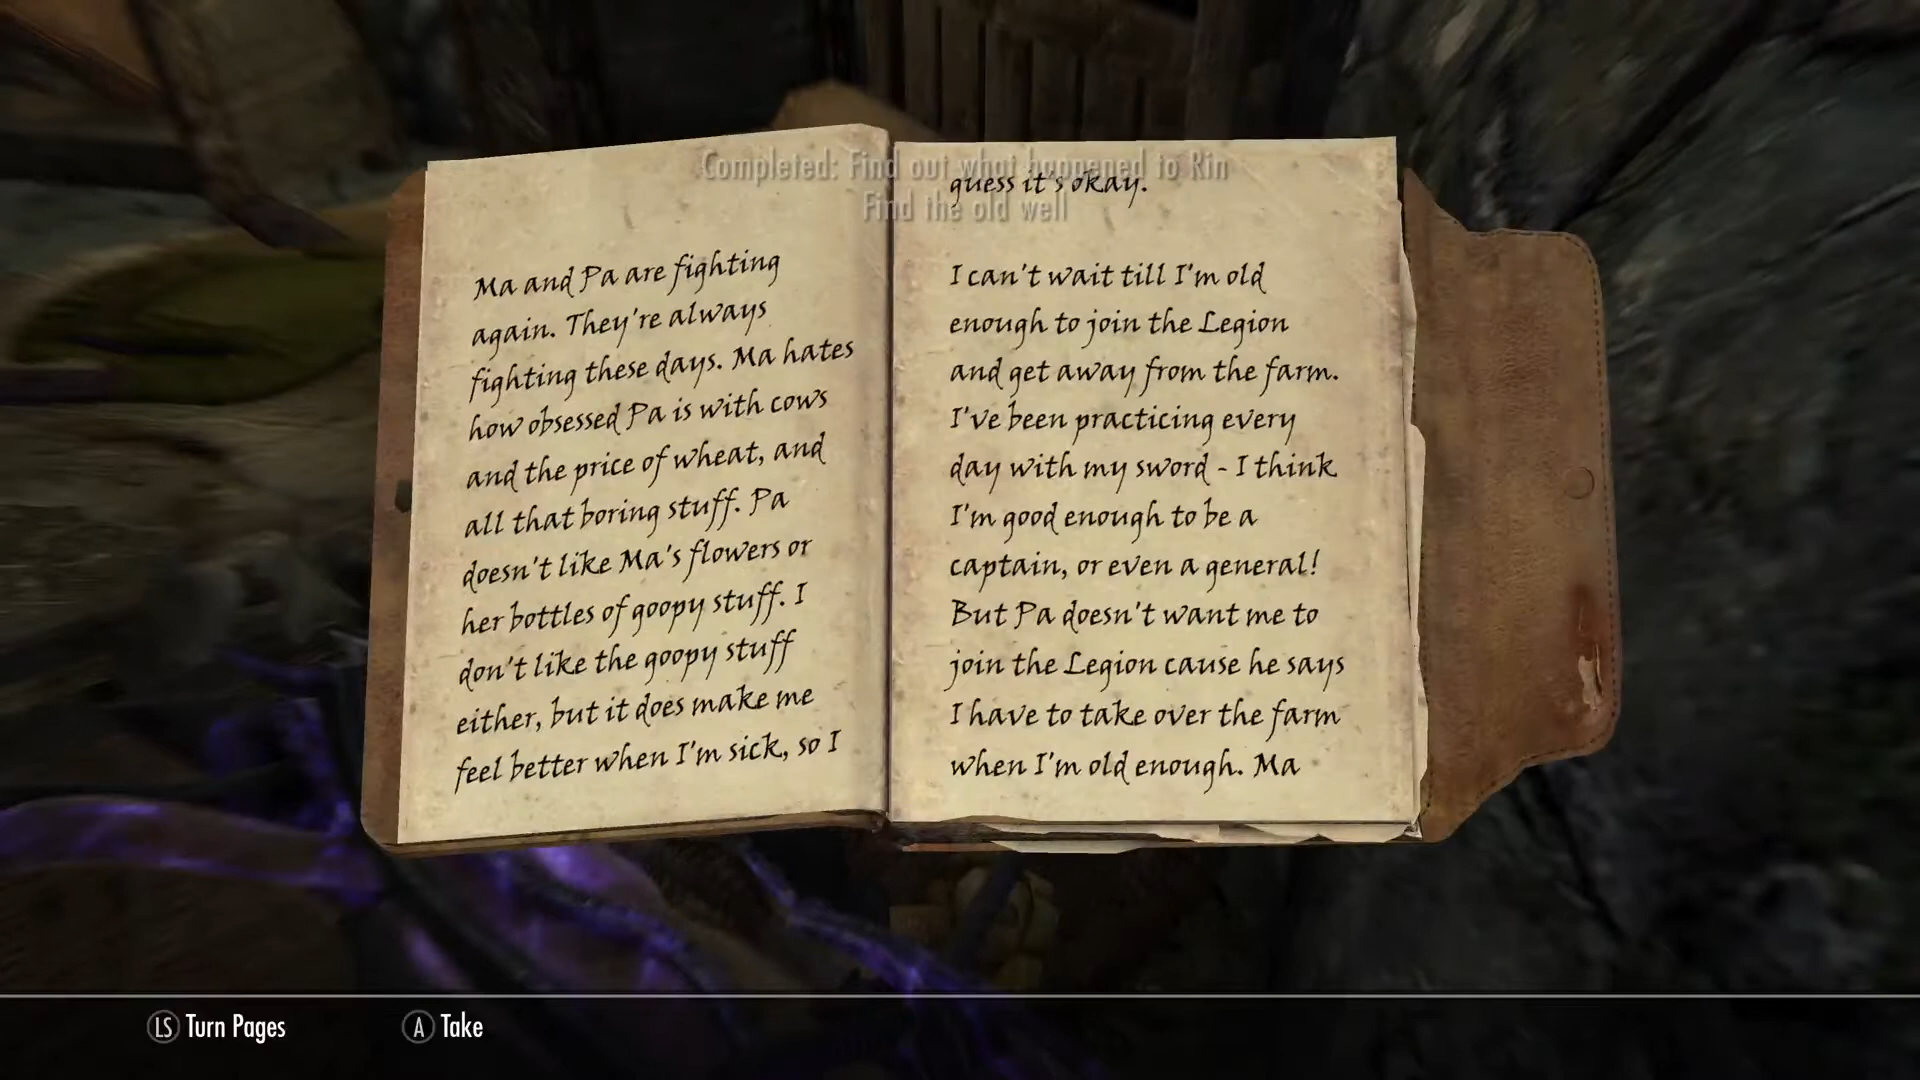 Completed: Find out what happened to Rin
Find the old well
Ma and Pa are fighting
again. They're always
fighting these days. Ma hates
how obsessed Pa is with cows
and the price of wheat, and
all that boring stuff. Pa
doesn't like Ma's flowers or
her bottles of goopy stuff. I
don't like the goopy stuff
either, but it does make me
feel better when I'm sick, so I
guess it's okay.
I can't wait till I'm old
enough to join the Legion
and get away from the farm.
I've been practicing every
day with my sword - I think
I'm good enough to be a
captain, or even a general!
But Pa doesn't want me to
join the Legion cause he says
I have to take over the farm
when I'm old enough. Ma
LS Turn Pages
A Take